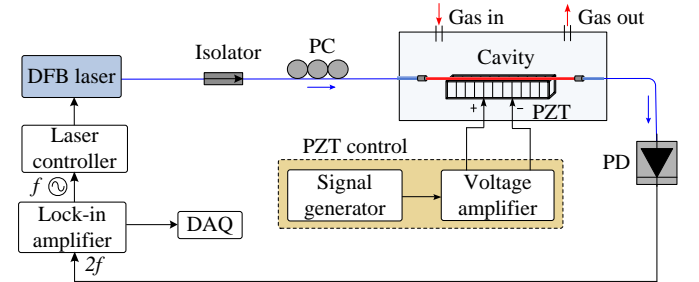 Gas in
Gas out
Isolator
PC
Cavity
DFB laser
+
−
PZT
Laser
controller
PZT control
PD
f
Signal
generator
Voltage
amplifier
Lock-in
amplifier
DAQ
2f